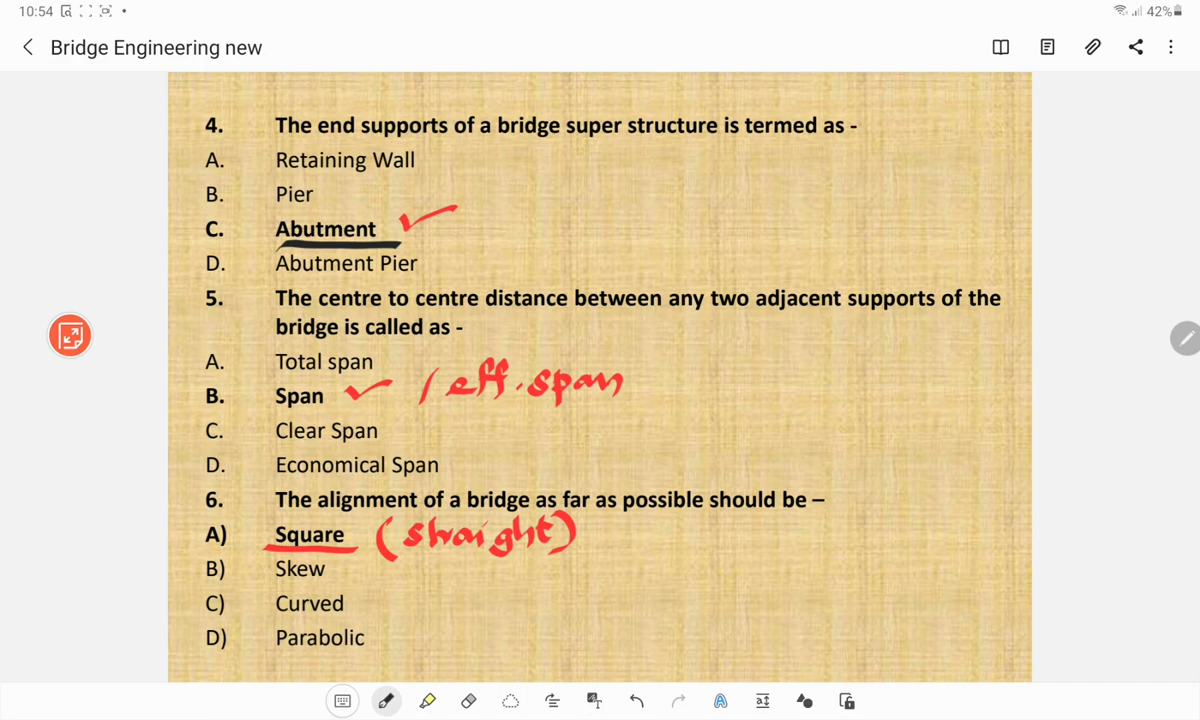 10:54 42%
Bridge Engineering new
4. The end supports of a bridge super structure is termed as -
A. Retaining Wall
B. Pier
C. Abutment
D. Abutment Pier
5. The centre to centre distance between any two adjacent supports of the
bridge is called as -
A. Total span
B. Span / eff. span
C. Clear Span
D. Economical Span
6. The alignment of a bridge as far as possible should be –
A) Square (straight)
B) Skew
C) Curved
D) Parabolic